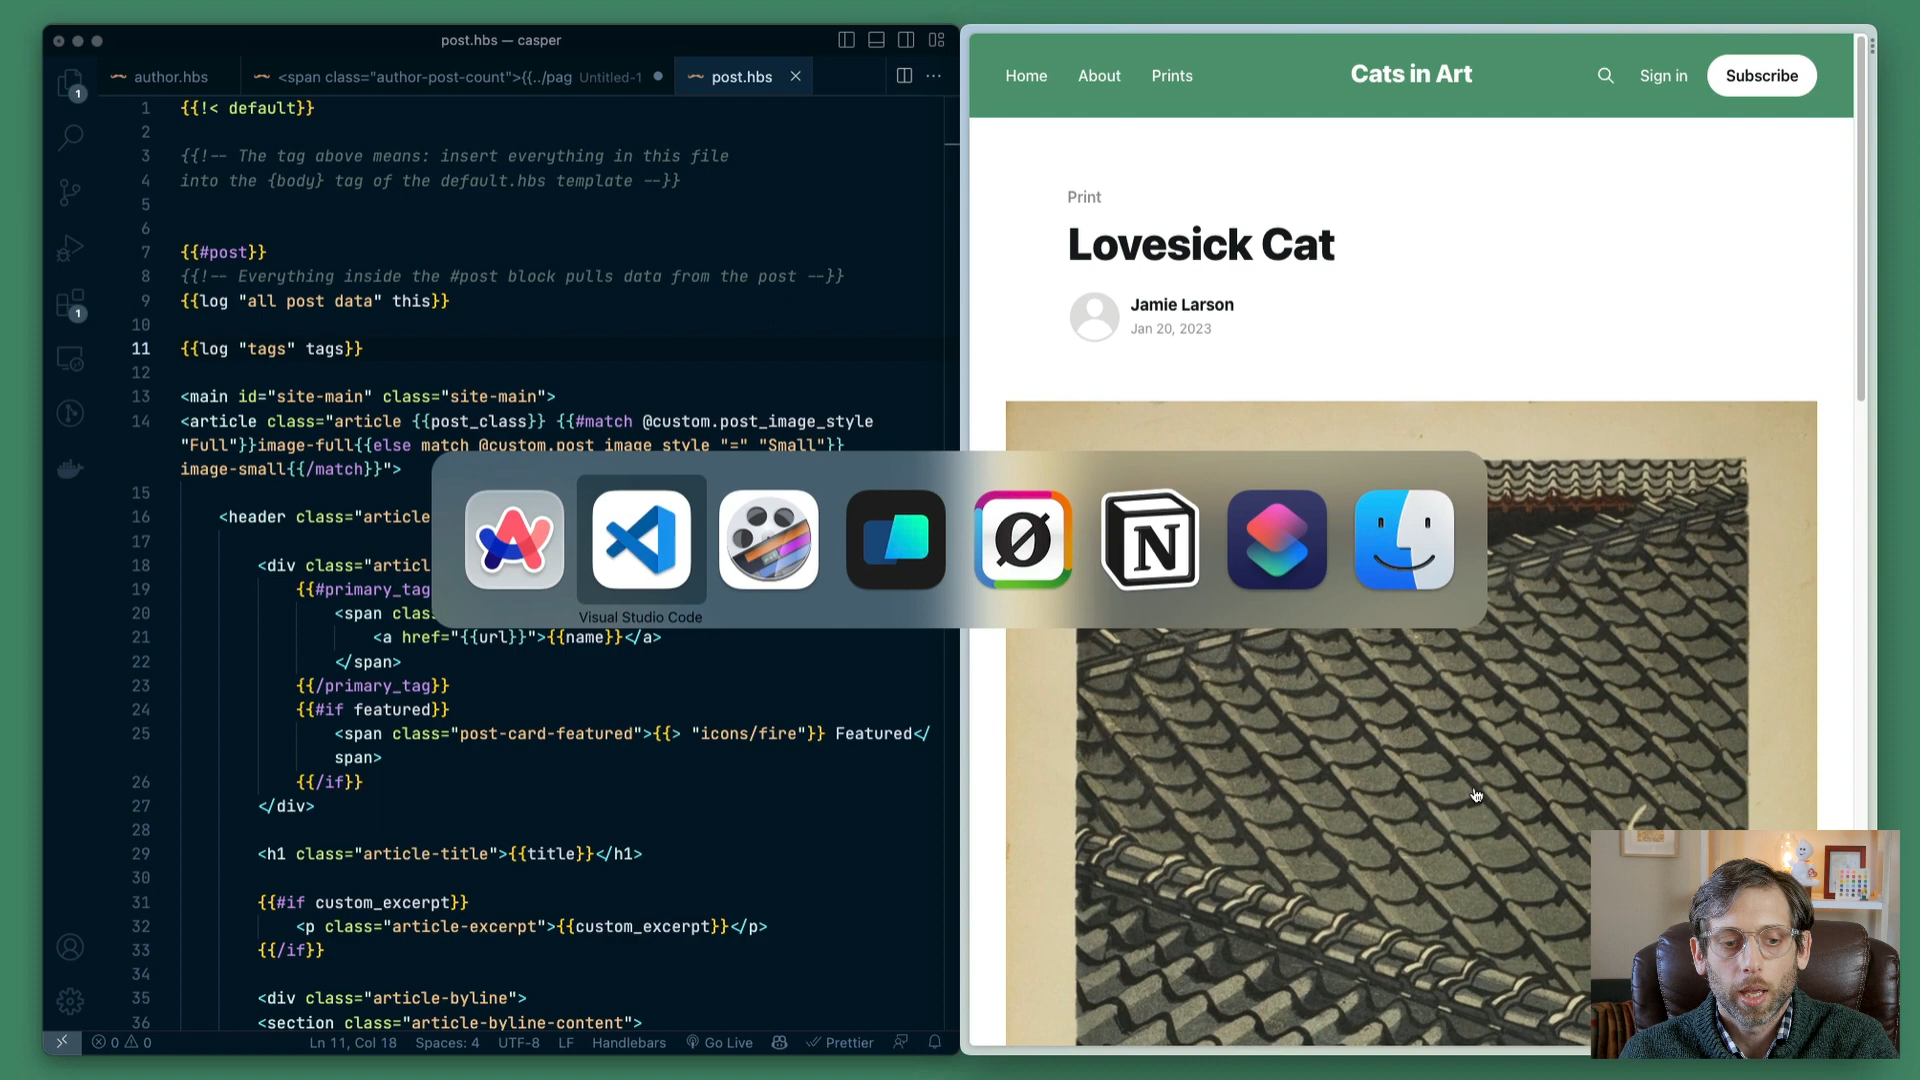 post.hbs — casper
author.hbs
<span class="author-post-count">{{../pag Untitled-1
post.hbs
1 {{!< default}}
2
3 {{!-- The tag above means: insert everything in this file
4 into the {body} tag of the default.hbs template --}}
5
6
7 {{#post}}
8 {{!-- Everything inside the #post block pulls data from the post --}}
9 {{log "all post data" this}}
10
11 {{log "tags" tags}}
12
13 <main id="site-main" class="site-main">
14 <article class="article {{post_class}} {{#match @custom.post_image_style
"Full"}}image-full{{else match @custom.post_image_style "=" "Small"}}
image-small{{/match}}">
15
16 <header class="article
17
18 <div class="articl
19 {{#primary_tag
20 <span clas
21 <a href="{{url}}">{{name}}</a>
22 </span>
23 {{/primary_tag}}
24 {{#if featured}}
25 <span class="post-card-featured">{{> "icons/fire"}} Featured</
span>
26 {{/if}}
27 </div>
28
29 <h1 class="article-title">{{title}}</h1>
30
31 {{#if custom_excerpt}}
32 <p class="article-excerpt">{{custom_excerpt}}</p>
33 {{/if}}
34
35 <div class="article-byline">
36 <section class="article-byline-content">
1
1
0 0
Ln 11, Col 18 Spaces: 4 UTF-8 LF Handlebars Go Live Prettier
Visual Studio Code
Home About Prints Cats in Art Sign in Subscribe
Print
Lovesick Cat
Jamie Larson
Jan 20, 2023